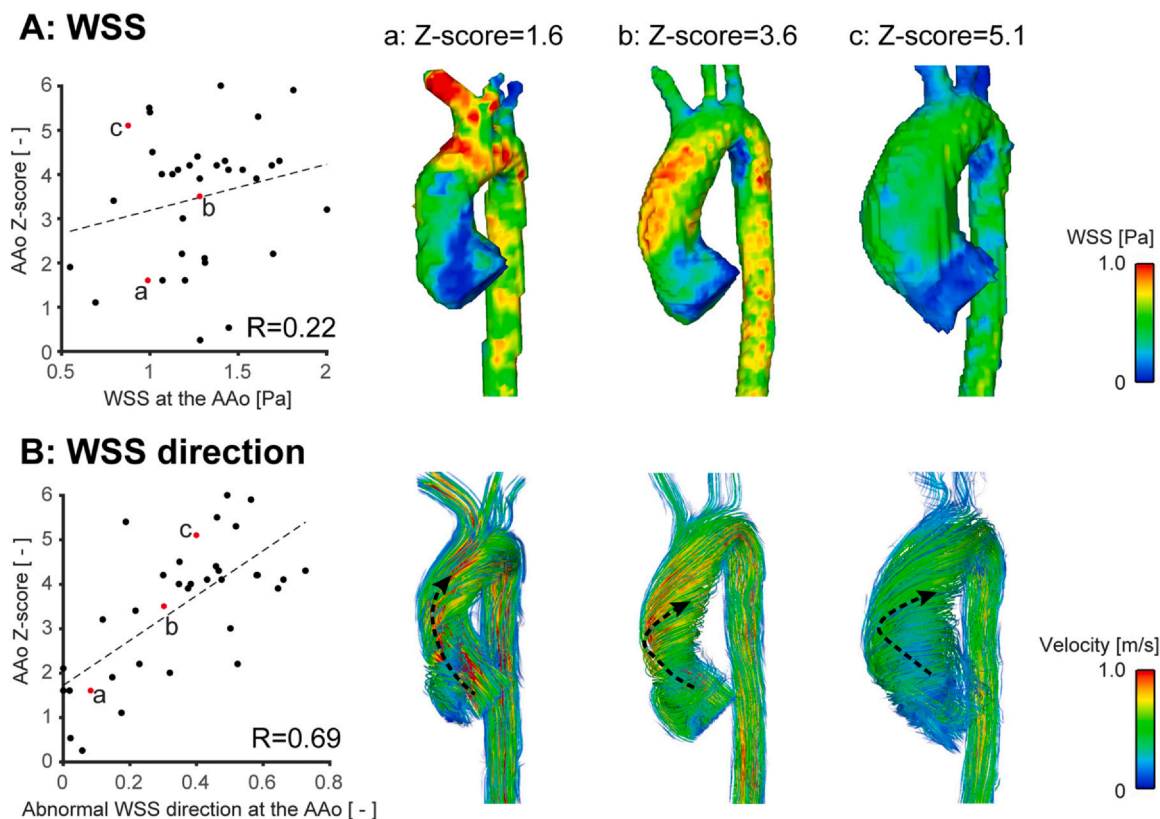 A: WSS
a: Z-score=1.6
b: Z-score=3.6
c: Z-score=5.1
AAo Z-score [ - ]
6
5
4
3
2
1
0
c
b
a
R=0.22
0.5
1
1.5
2
WSS at the AAo [Pa]
WSS [Pa]
1.0
0
B: WSS direction
AAo Z-score [ - ]
6
5
4
3
2
1
0
c
b
a
R=0.69
0
0.2
0.4
0.6
0.8
Abnormal WSS direction at the AAo [ - ]
Velocity [m/s]
1.0
0